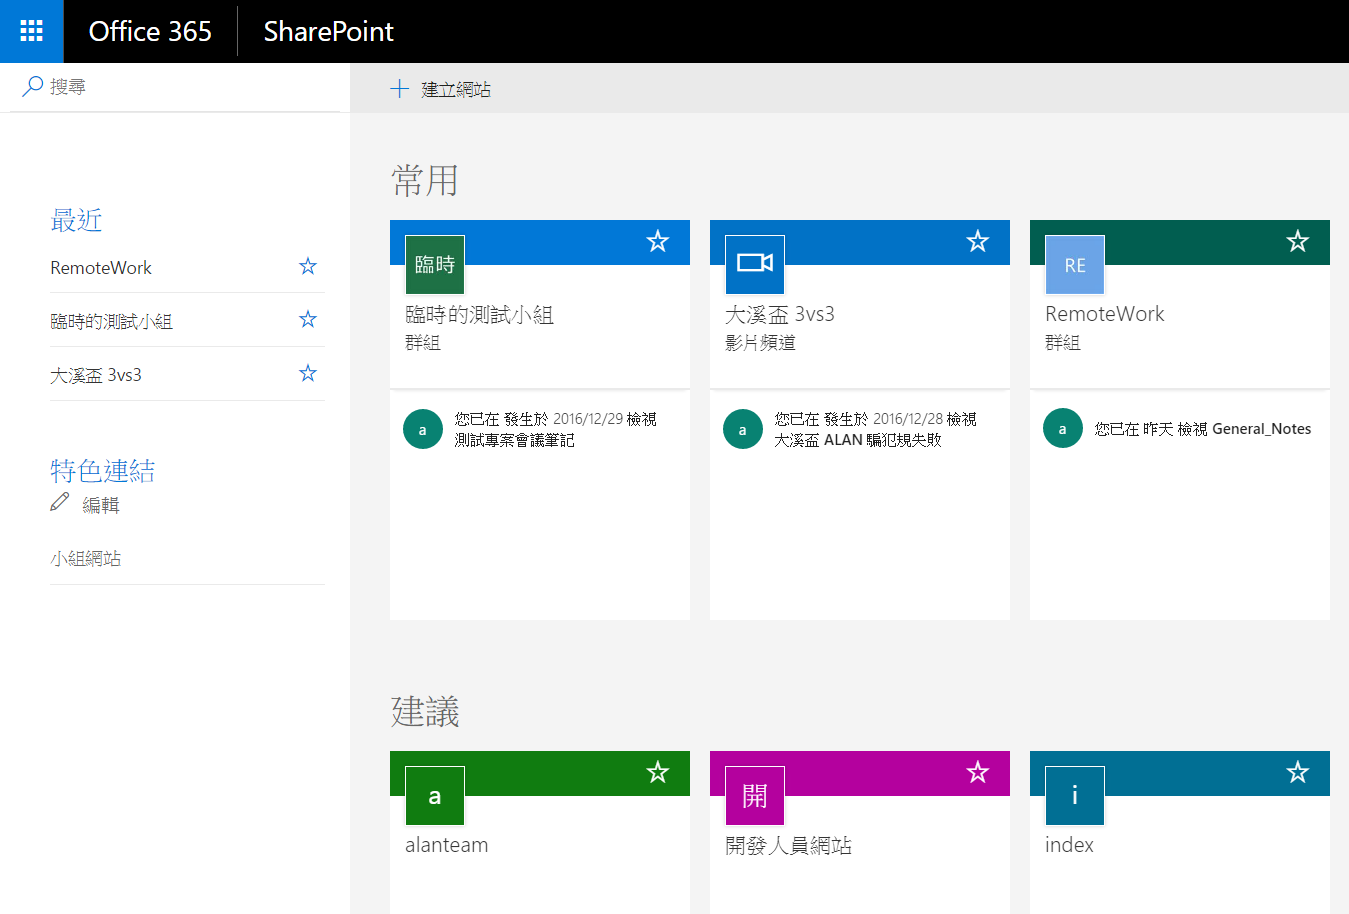 Office 365
SharePoint
搜尋
建立網站
最近
RemoteWork
臨時的測試小組
大溪盃 3vs3
特色連結
編輯
小組網站
常用
臨時
臨時的測試小組
群組
a
您已在 發生於 2016/12/29 檢視
測試專案會議筆記
大溪盃 3vs3
影片頻道
a
您已在 發生於 2016/12/28 檢視
大溪盃 ALAN 騙犯規失敗
RE
RemoteWork
群組
a
您已在 昨天 檢視 General_Notes
建議
a
alanteam
開
開發人員網站
i
index